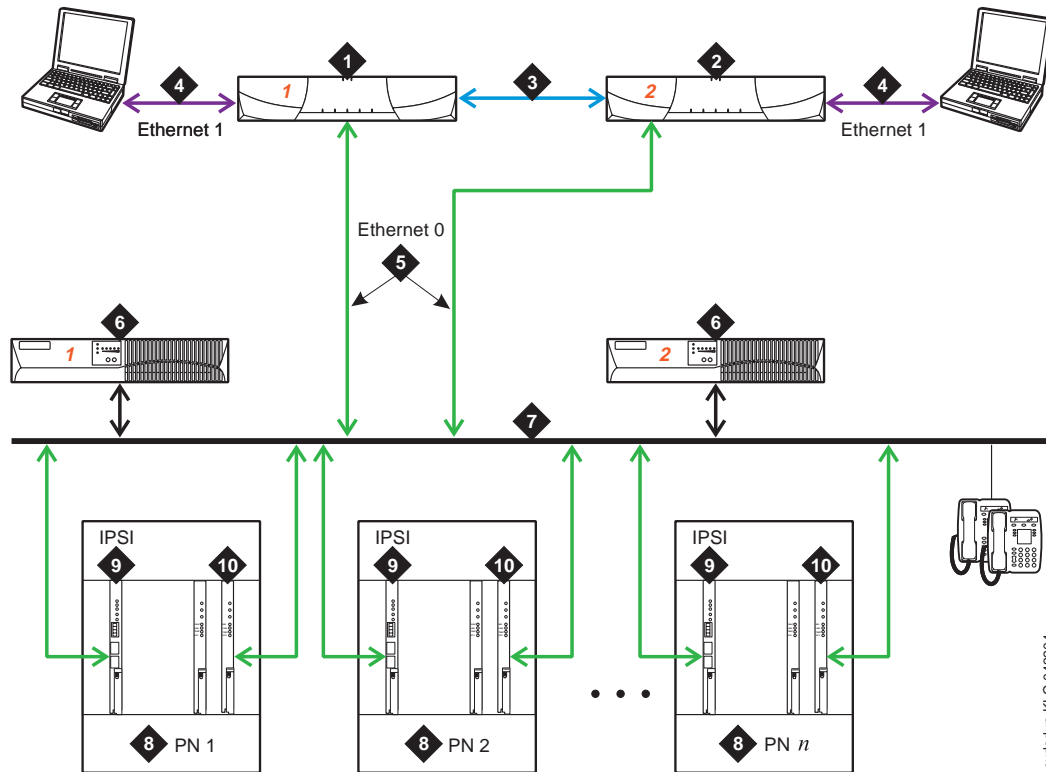 1 2
4 1 3 2 4
Ethernet 1 Ethernet 1
Ethernet 0
5
6 6
1 2
7
IPSI IPSI IPSI
9 10 9 10 9 10
8 PN 1 8 PN 2 8 PN n